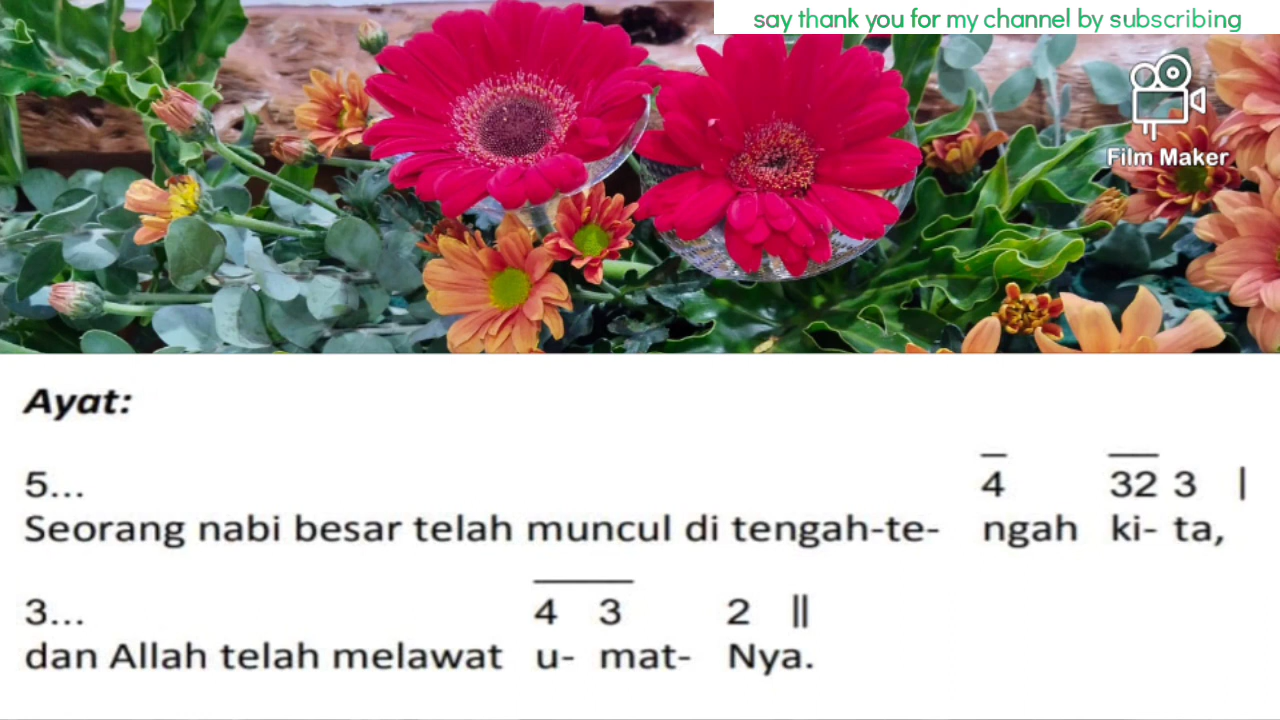 say thank you for my channel by subscribing
Film Maker
Ayat:
5... 4 32 3 |
Seorang nabi besar telah muncul di tengah-te- ngah ki- ta,
3... 4 3 2 ||
dan Allah telah melawat u- mat- Nya.